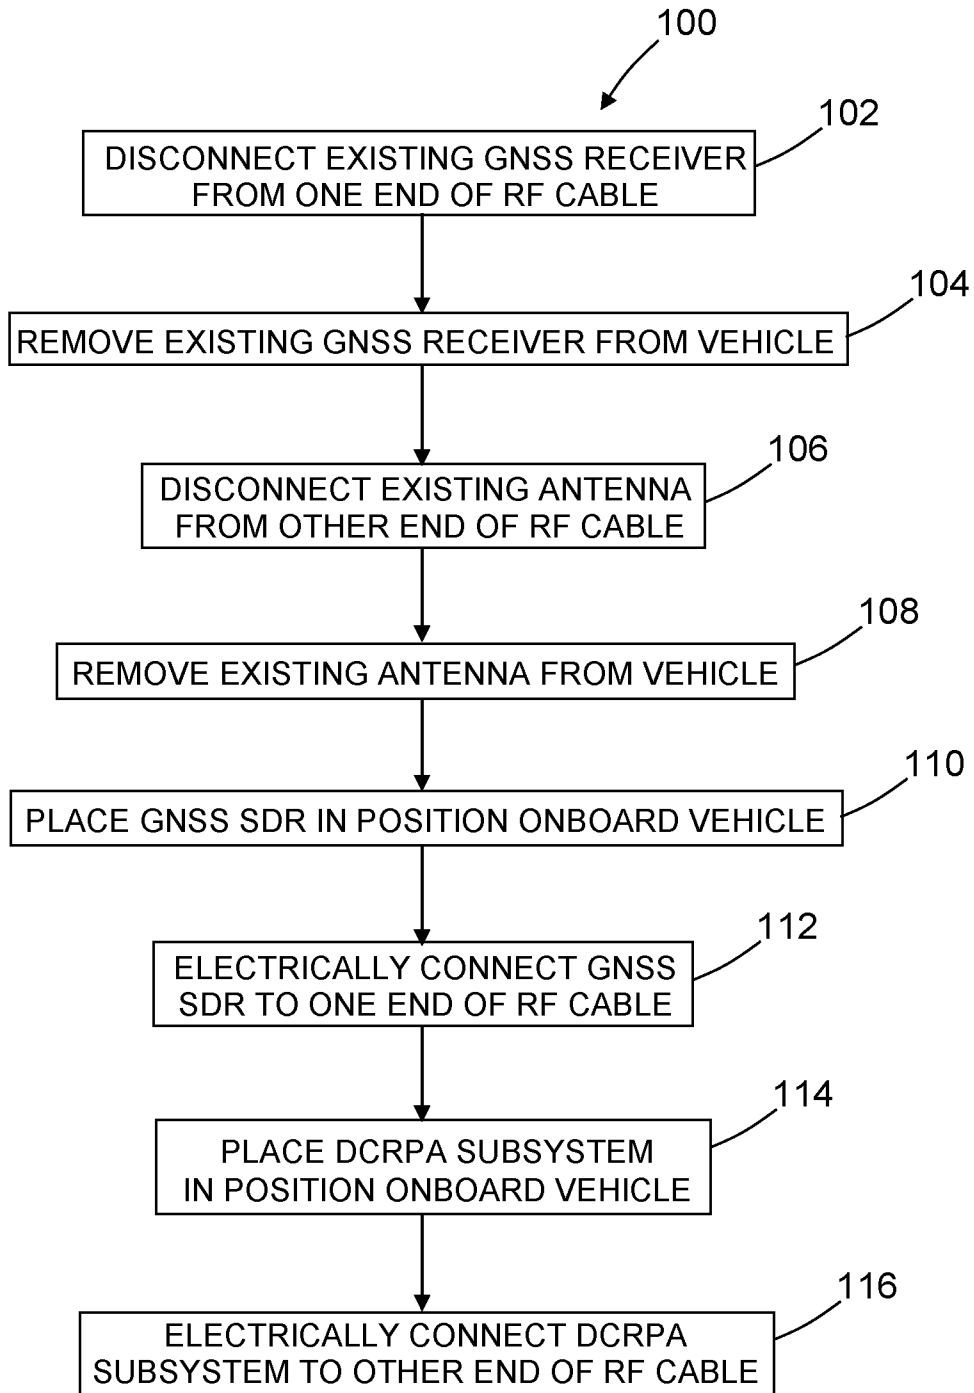 100
102
DISCONNECT EXISTING GNSS RECEIVER
FROM ONE END OF RF CABLE
104
REMOVE EXISTING GNSS RECEIVER FROM VEHICLE
106
DISCONNECT EXISTING ANTENNA
FROM OTHER END OF RF CABLE
108
REMOVE EXISTING ANTENNA FROM VEHICLE
110
PLACE GNSS SDR IN POSITION ONBOARD VEHICLE
112
ELECTRICALLY CONNECT GNSS
SDR TO ONE END OF RF CABLE
114
PLACE DCRPA SUBSYSTEM
IN POSITION ONBOARD VEHICLE
116
ELECTRICALLY CONNECT DCRPA
SUBSYSTEM TO OTHER END OF RF CABLE